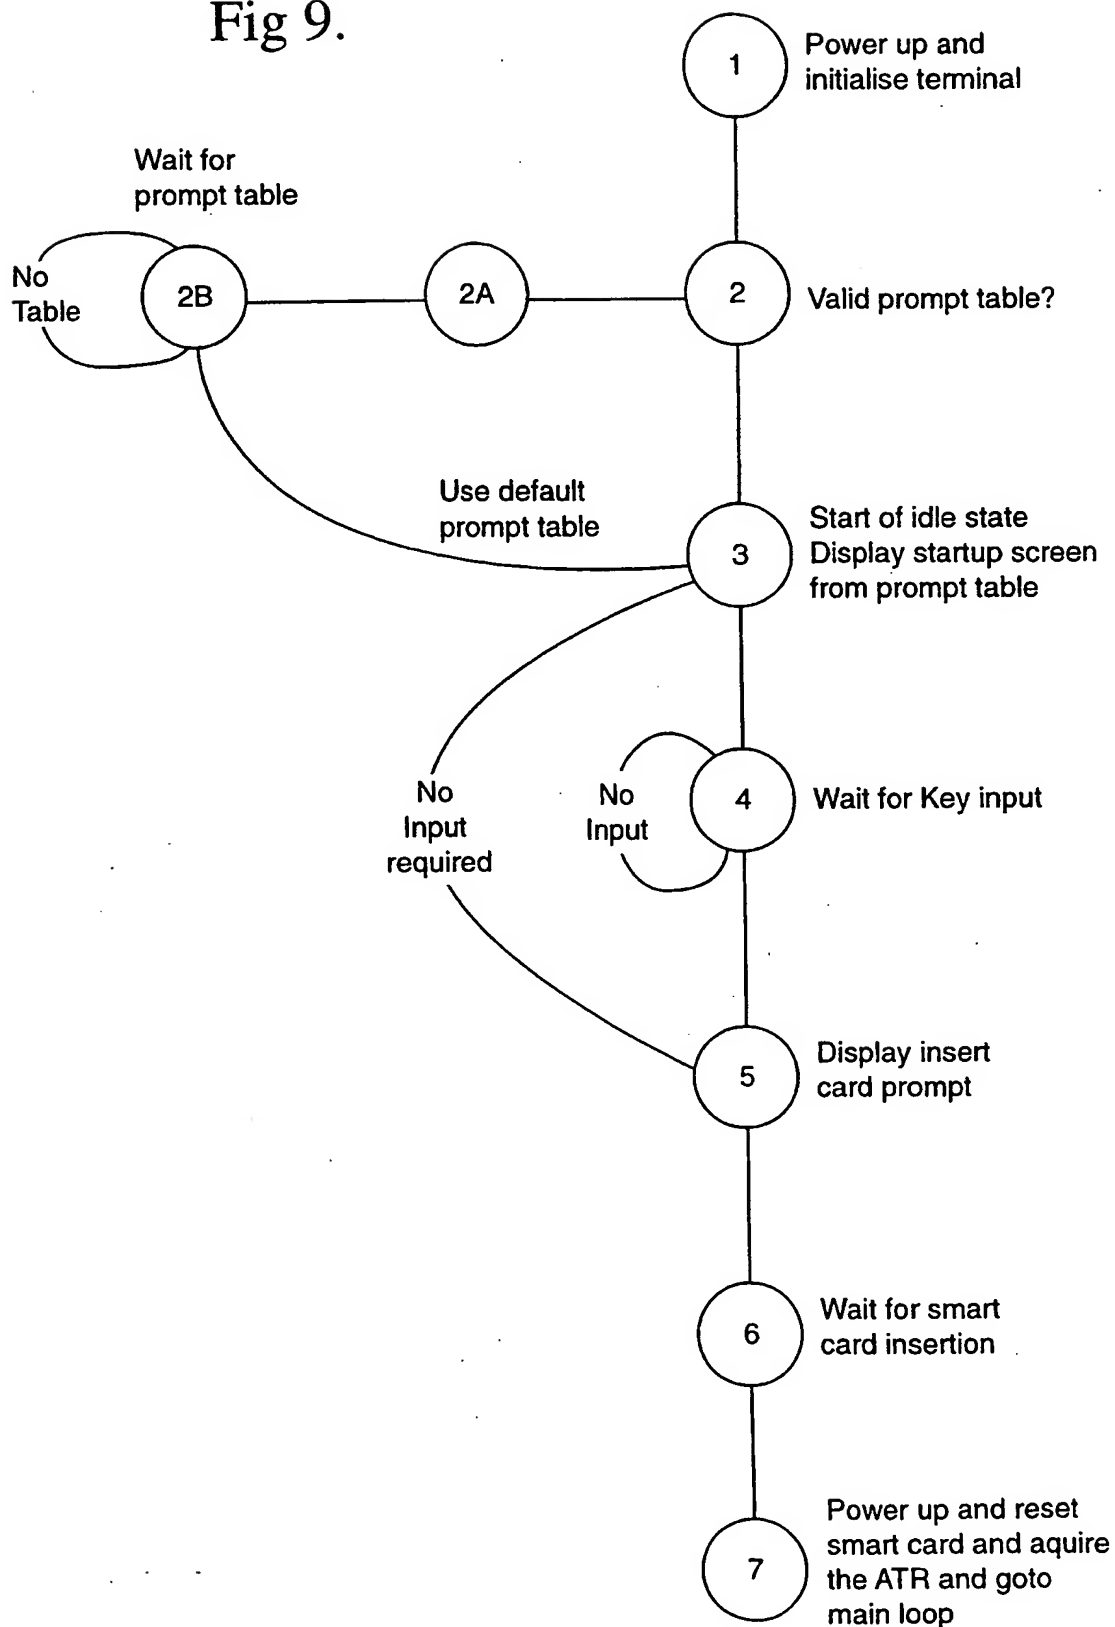 Fig 9.
1
Power up and
initialise terminal
Wait for
prompt table
No
Table
2B
2A
2
Valid prompt table?
Use default
prompt table
3
Start of idle state
Display startup screen
from prompt table
No
Input
required
No
Input
4
Wait for Key input
5
Display insert
card prompt
6
Wait for smart
card insertion
7
Power up and reset
smart card and aquire
the ATR and goto
main loop